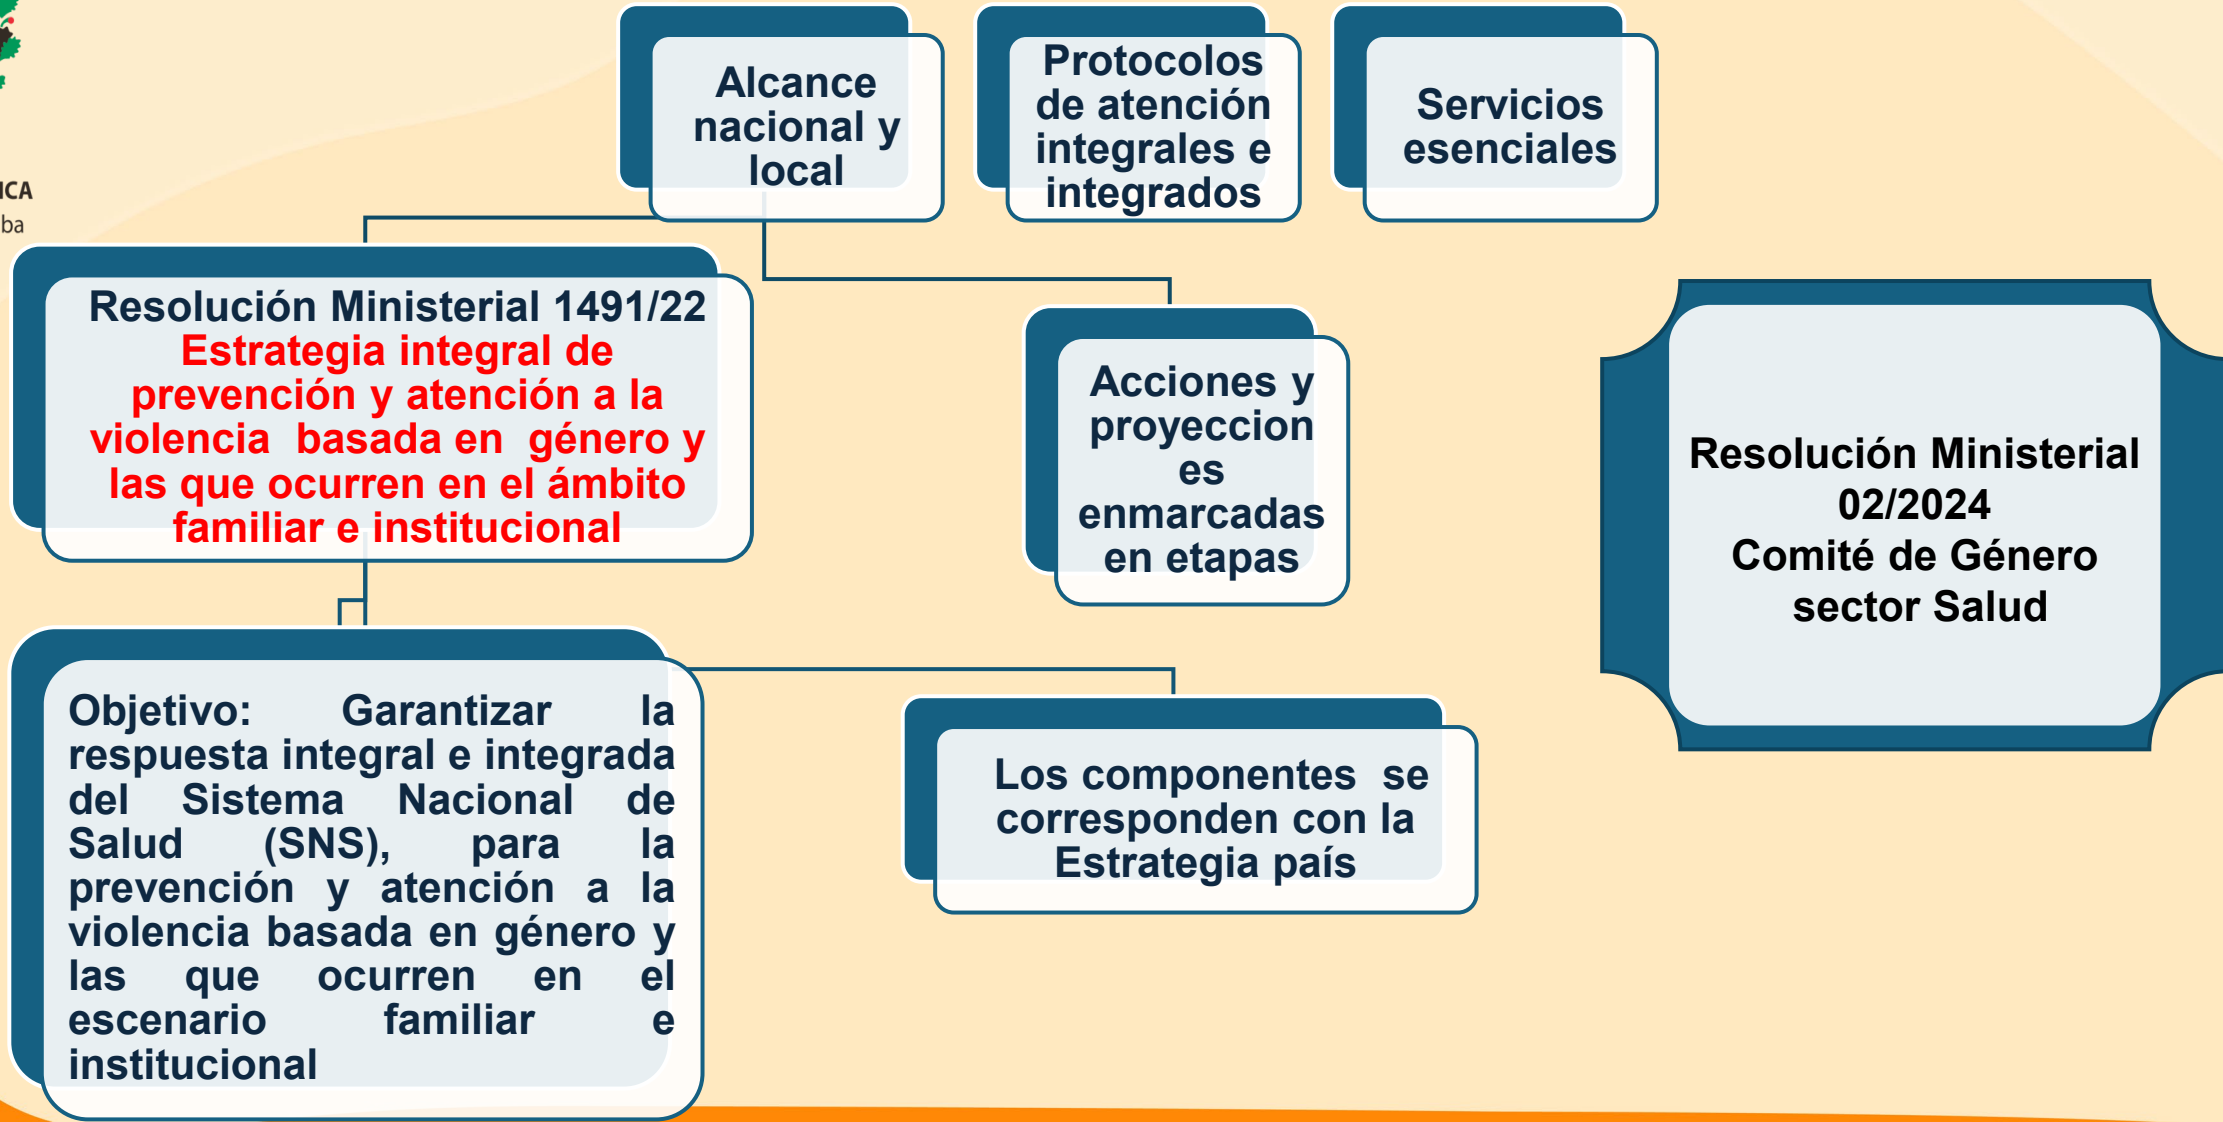 ICA
ba
Alcance
nacional y
local
Protocolos
de atención
integrales e
integrados
Servicios
esenciales
Resolución Ministerial 1491/22
Estrategia integral de
prevención y atención a la
violencia basada en género y
las que ocurren en el ámbito
familiar e institucional
Acciones y
proyeccion
es
enmarcadas
en etapas
Resolución Ministerial
02/2024
Comité de Género
sector Salud
Objetivo: Garantizar la
respuesta integral e integrada
del Sistema Nacional de
Salud (SNS), para la
prevención y atención a la
violencia basada en género y
las que ocurren en el
escenario familiar e
institucional
Los componentes se
corresponden con la
Estrategia país